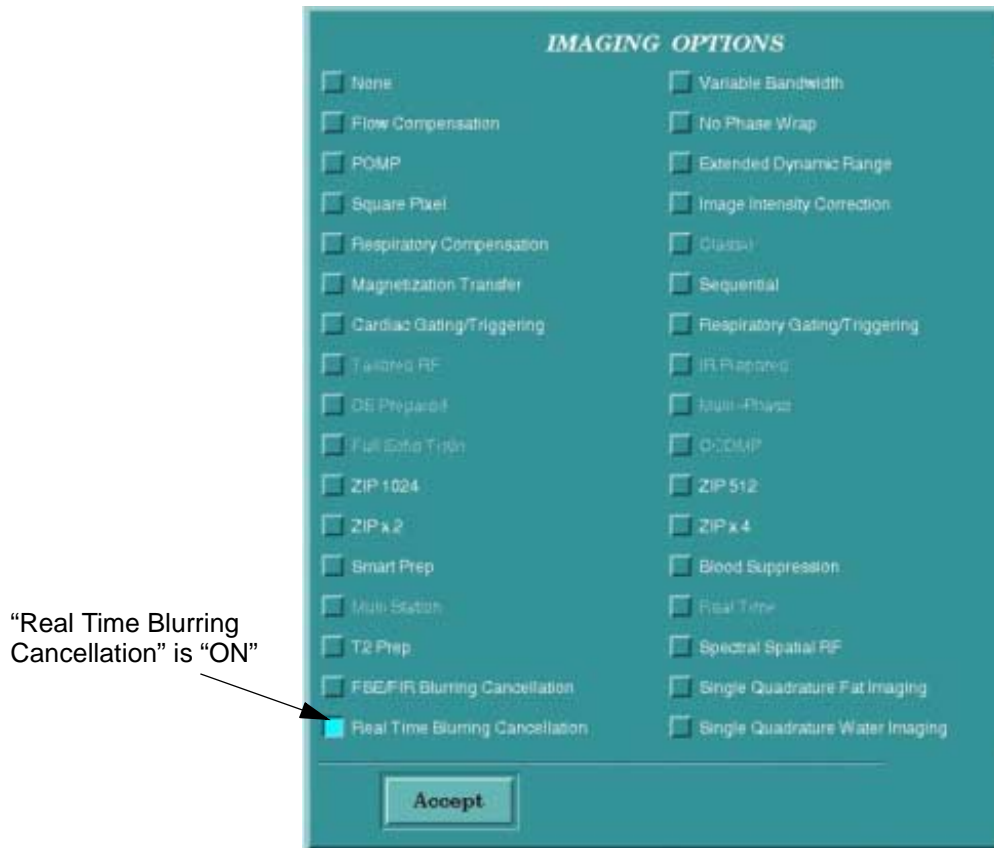 IMAGING OPTIONS
None
Variable Bandwidth
Flow Compensation
No Phase Wrap
POMP
Extended Dynamic Range
Square Pixel
Image Intensity Correction
Respiratory Compensation
Classic
Magnetization Transfer
Sequential
Cardiac Gating/Triggering
Respiratory Gating/Triggering
Tailored RF
IR Prepared
DE Prepared
Multi-Phase
Full Echo Train
ZIP 1024
ZIP 512
ZIP x 2
ZIP x 4
Smart Prep
Blood Suppression
Multi Station
Real Time
T2 Prep
Spectral Spatial RF
FSE/FIR Blurring Cancellation
Single Quadrature Fat Imaging
Real Time Blurring Cancellation
Single Quadrature Water Imaging
“Real Time Blurring
Cancellation” is “ON”
Accept